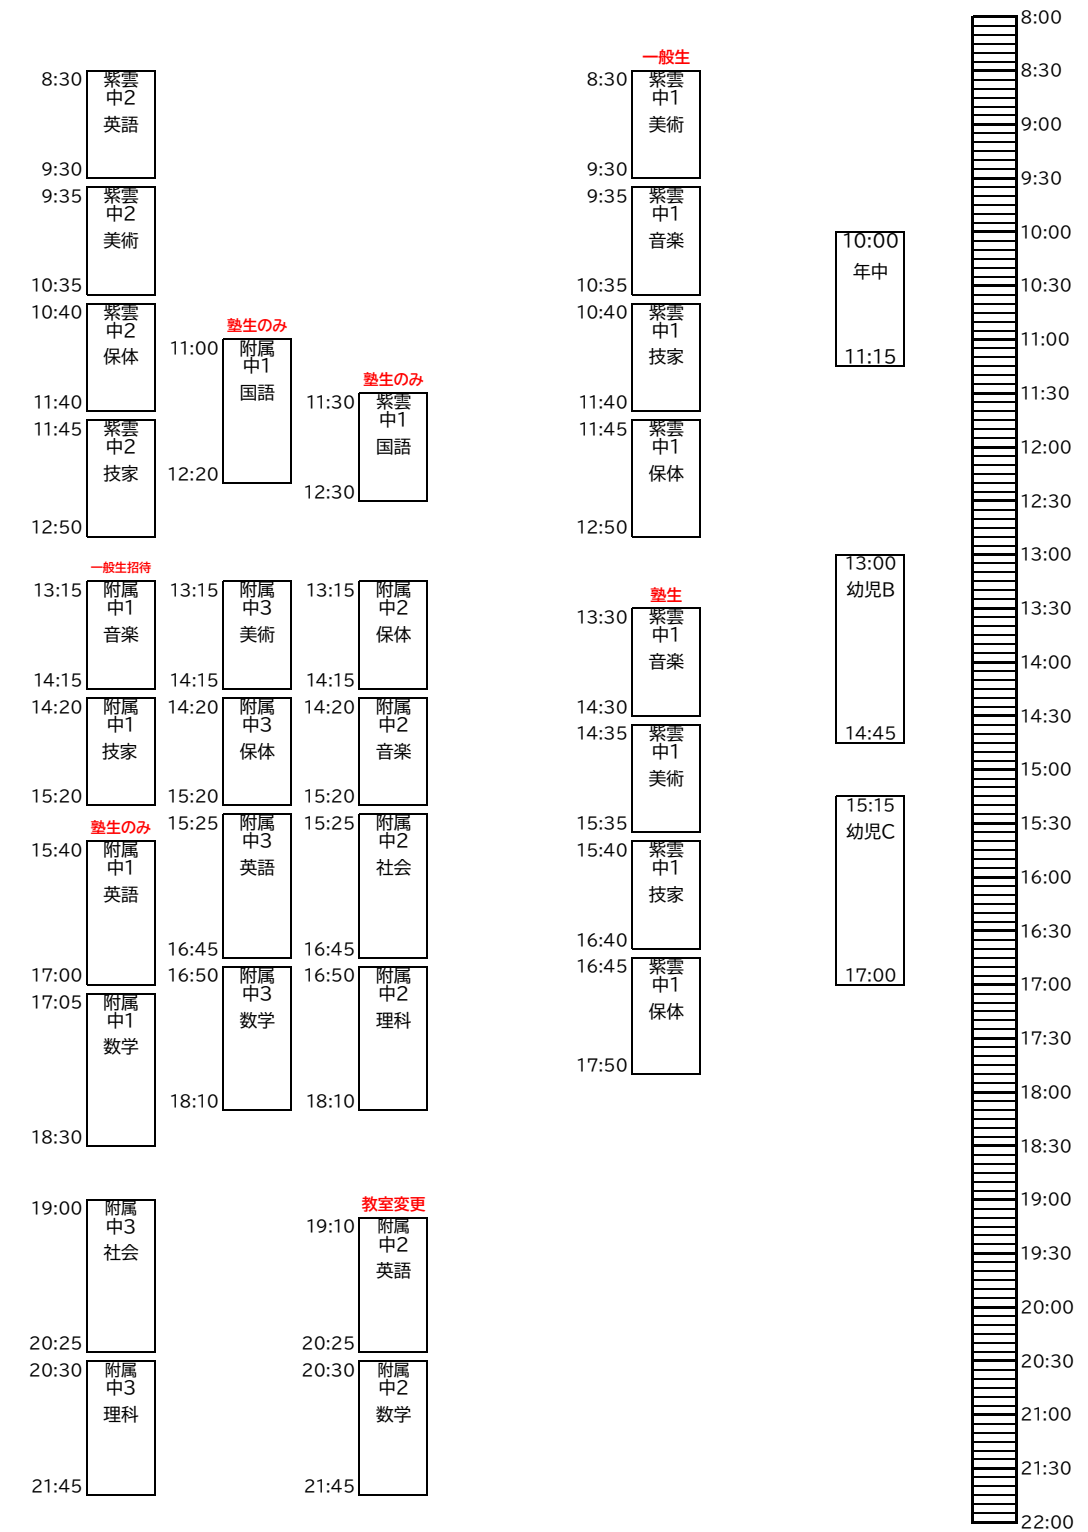 8:30
紫雲
中2
英語
9:30
9:35
紫雲
中2
美術
10:35
10:40
紫雲
中2
保体
11:40
11:45
紫雲
中2
技家
12:50
一般生招待
13:15
附属
中1
音楽
14:15
14:20
附属
中1
技家
15:20
塾生のみ
15:40
附属
中1
英語
17:00
17:05
附属
中1
数学
18:30
19:00
附属
中3
社会
20:25
20:30
附属
中3
理科
21:45
塾生のみ
11:00
附属
中1
国語
12:20
13:15
附属
中3
美術
14:15
14:20
附属
中3
保体
15:20
15:25
附属
中3
英語
16:45
16:50
附属
中3
数学
18:10
塾生のみ
11:30
紫雲
中1
国語
12:30
13:15
附属
中2
保体
14:15
14:20
附属
中2
音楽
15:20
15:25
附属
中2
社会
16:45
16:50
附属
中2
理科
18:10
教室変更
19:10
附属
中2
英語
20:25
20:30
附属
中2
数学
21:45
一般生
8:30
紫雲
中1
美術
9:30
9:35
紫雲
中1
音楽
10:35
10:40
紫雲
中1
技家
11:40
11:45
紫雲
中1
保体
12:50
塾生
13:30
紫雲
中1
音楽
14:30
14:35
紫雲
中1
美術
15:35
15:40
紫雲
中1
技家
16:40
16:45
紫雲
中1
保体
17:50
10:00
年中
11:15
13:00
幼児B
14:45
15:15
幼児C
17:00
8:00
8:30
9:00
9:30
10:00
10:30
11:00
11:30
12:00
12:30
13:00
13:30
14:00
14:30
15:00
15:30
16:00
16:30
17:00
17:30
18:00
18:30
19:00
19:30
20:00
20:30
21:00
21:30
22:00